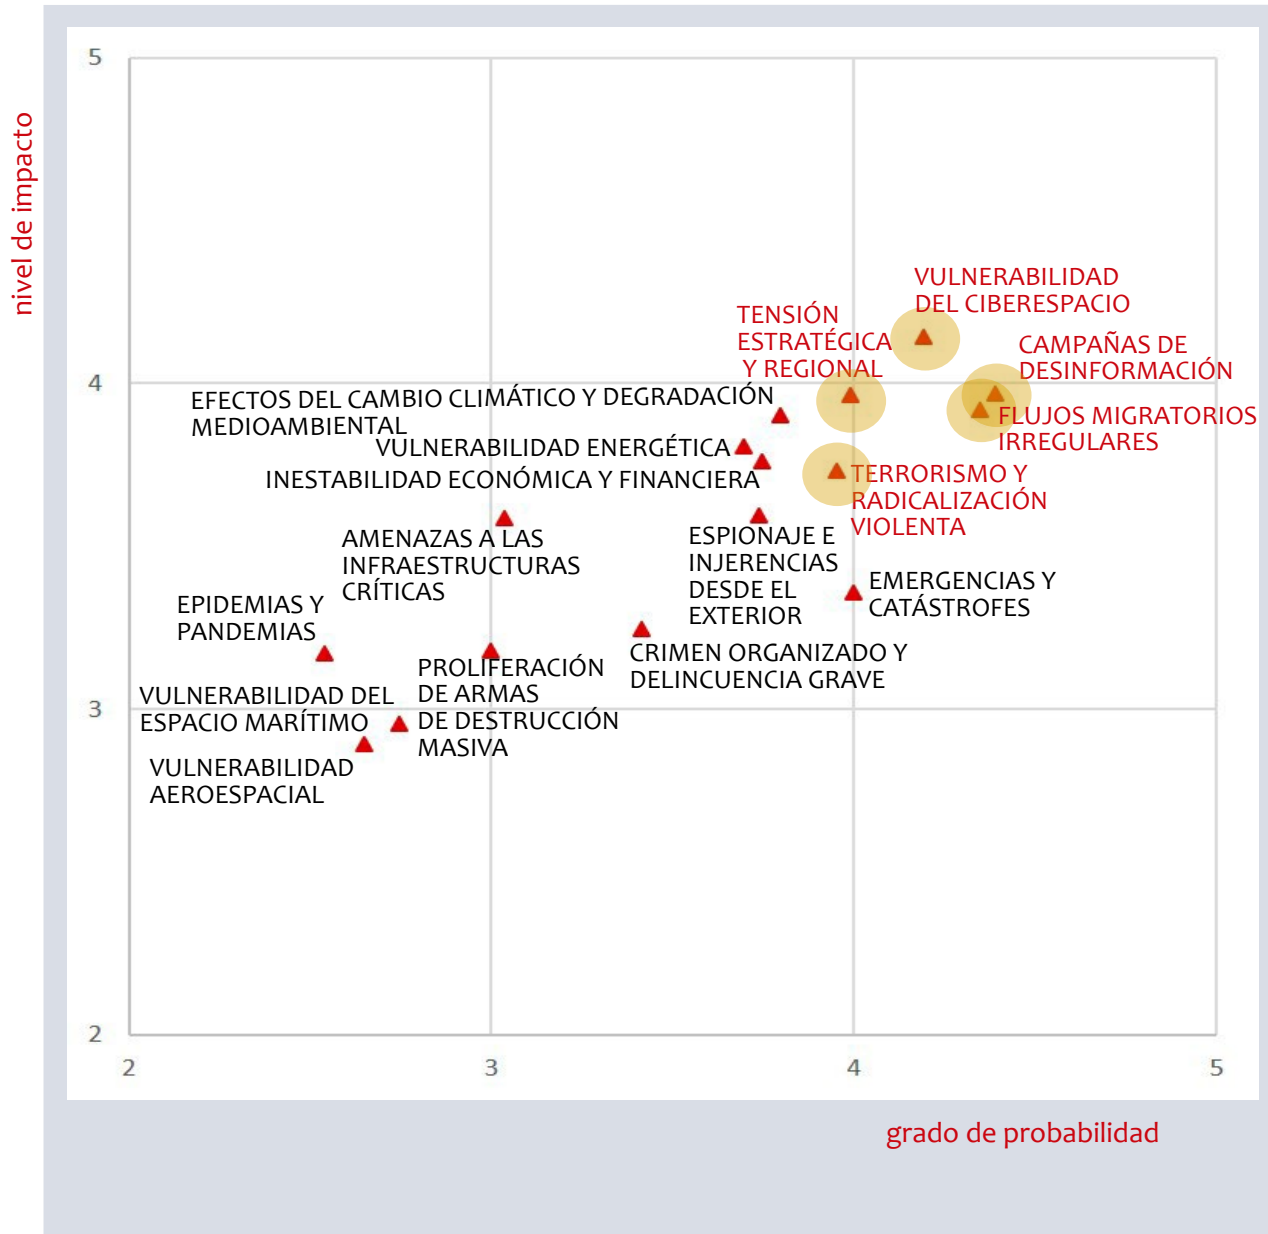 nivel de impacto
5
VULNERABILIDAD
DEL CIBERESPACIO
TENSIÓN
ESTRATÉGICA
Y REGIONAL
CAMPAÑAS DE
DESINFORMACIÓN
4
EFECTOS DEL CAMBIO CLIMÁTICO Y DEGRADACIÓN
MEDIOAMBIENTAL
FLUJOS MIGRATORIOS
IRREGULARES
VULNERABILIDAD ENERGÉTICA
INESTABILIDAD ECONÓMICA Y FINANCIERA
TERRORISMO Y
RADICALIZACIÓN
VIOLENTA
AMENAZAS A LAS
INFRAESTRUCTURAS
CRÍTICAS
ESPIONAJE E
INJERENCIAS
DESDE EL
EXTERIOR
EMERGENCIAS Y
CATÁSTROFES
EPIDEMIAS Y
PANDEMIAS
CRIMEN ORGANIZADO Y
DELINCUENCIA GRAVE
PROLIFERACIÓN
DE ARMAS
DE DESTRUCCIÓN
MASIVA
VULNERABILIDAD DEL
ESPACIO MARÍTIMO
3
VULNERABILIDAD
AEROESPACIAL
2
2 3 4 5
grado de probabilidad